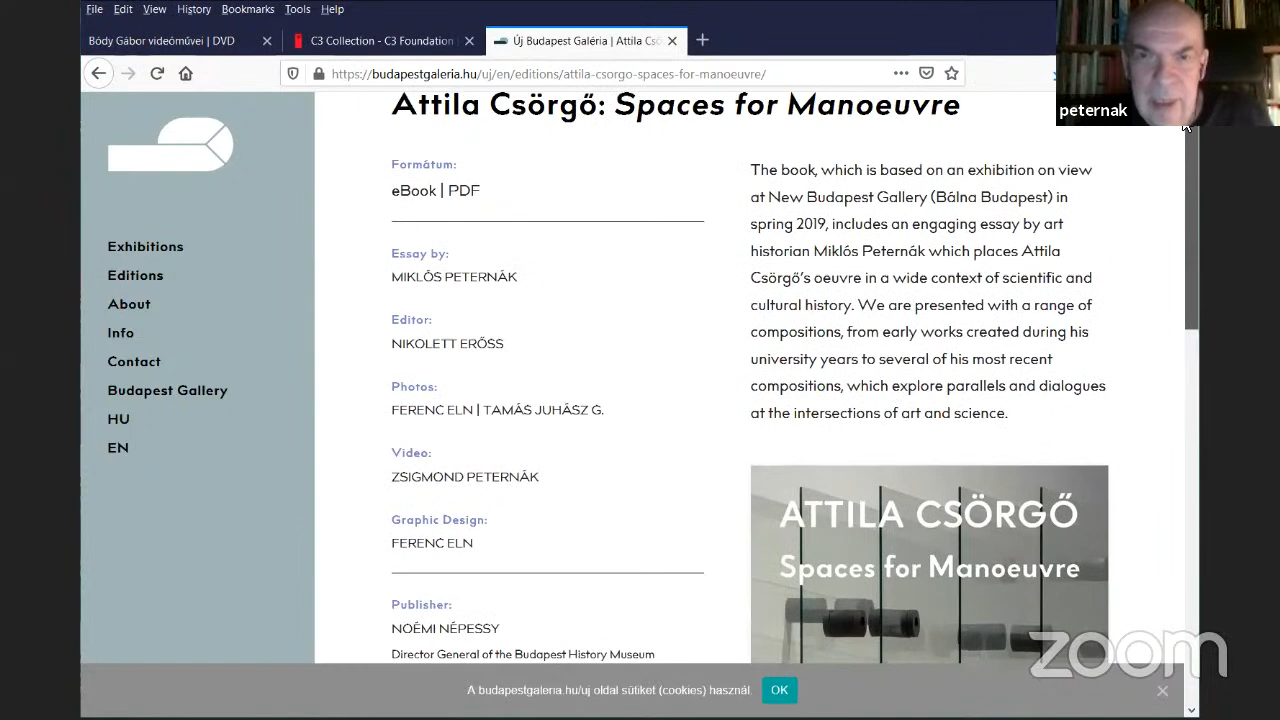 File Edit View History Bookmarks Tools Help
Bódy Gábor videóművei | DVD
C3 Collection - C3 Foundation
Új Budapest Galéria | Attila Csö
https://budapestgaleria.hu/uj/en/editions/attila-csorgo-spaces-for-manoeuvre/
peternak
Exhibitions
Editions
About
Info
Contact
Budapest Gallery
HU
EN
Attila Csörgő: Spaces for Manoeuvre
Formátum:
eBook | PDF
Essay by:
MIKLÓS PETERNÁK
Editor:
NIKOLETT ERŐSS
Photos:
FERENC ELN | TAMÁS JUHÁSZ G.
Video:
ZSIGMOND PETERNÁK
Graphic Design:
FERENC ELN
Publisher:
NOÉMI NÉPESSY
Director General of the Budapest History Museum
The book, which is based on an exhibition on view
at New Budapest Gallery (Bálna Budapest) in
spring 2019, includes an engaging essay by art
historian Miklós Peternák which places Attila
Csörgő's oeuvre in a wide context of scientific and
cultural history. We are presented with a range of
compositions, from early works created during his
university years to several of his most recent
compositions, which explore parallels and dialogues
at the intersections of art and science.
ATTILA CSÖRGŐ
Spaces for Manoeuvre
zoom
A budapestgaleria.hu/uj oldal sütiket (cookies) használ.
OK